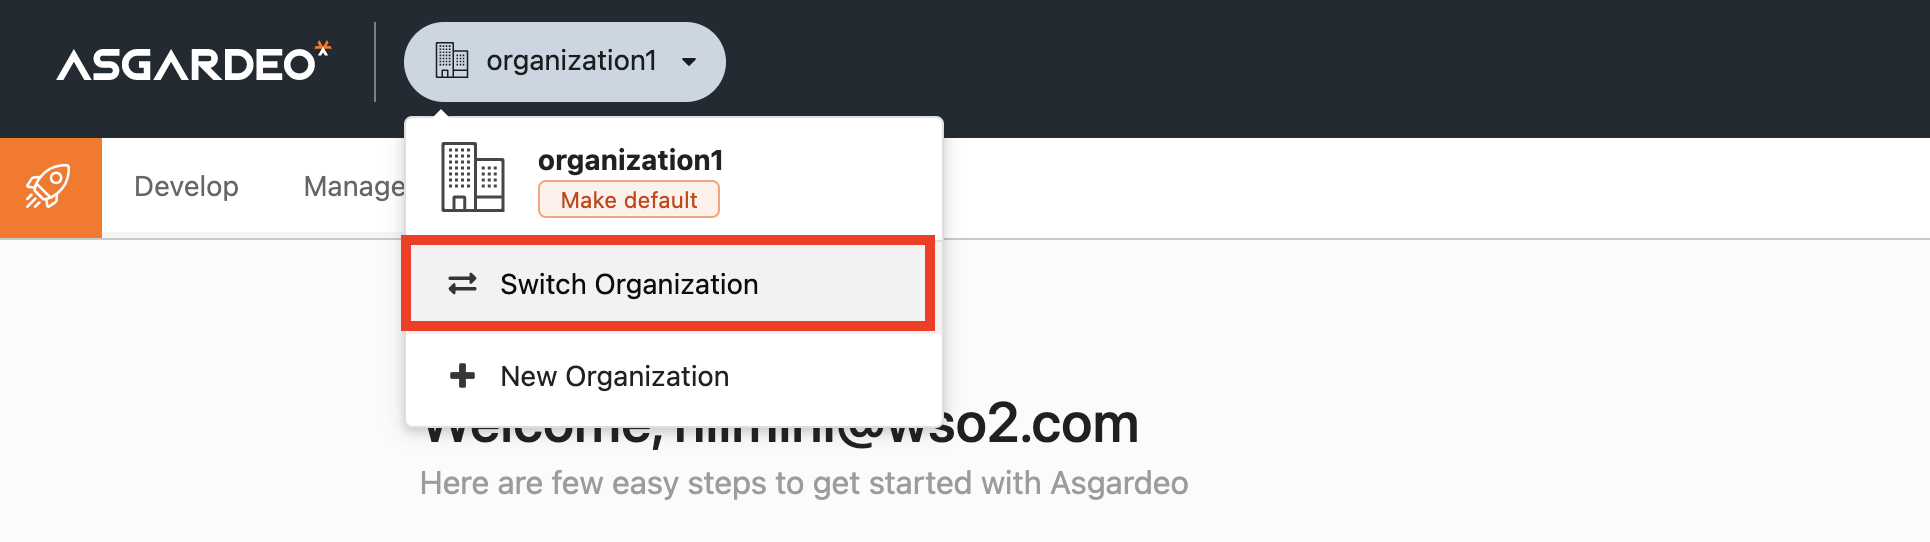 ASGARDEO
organization1
organization1
Make default
Develop
Manage
Switch Organization
New Organization
Welcome, @wso2.com
Here are few easy steps to get started with Asgardeo